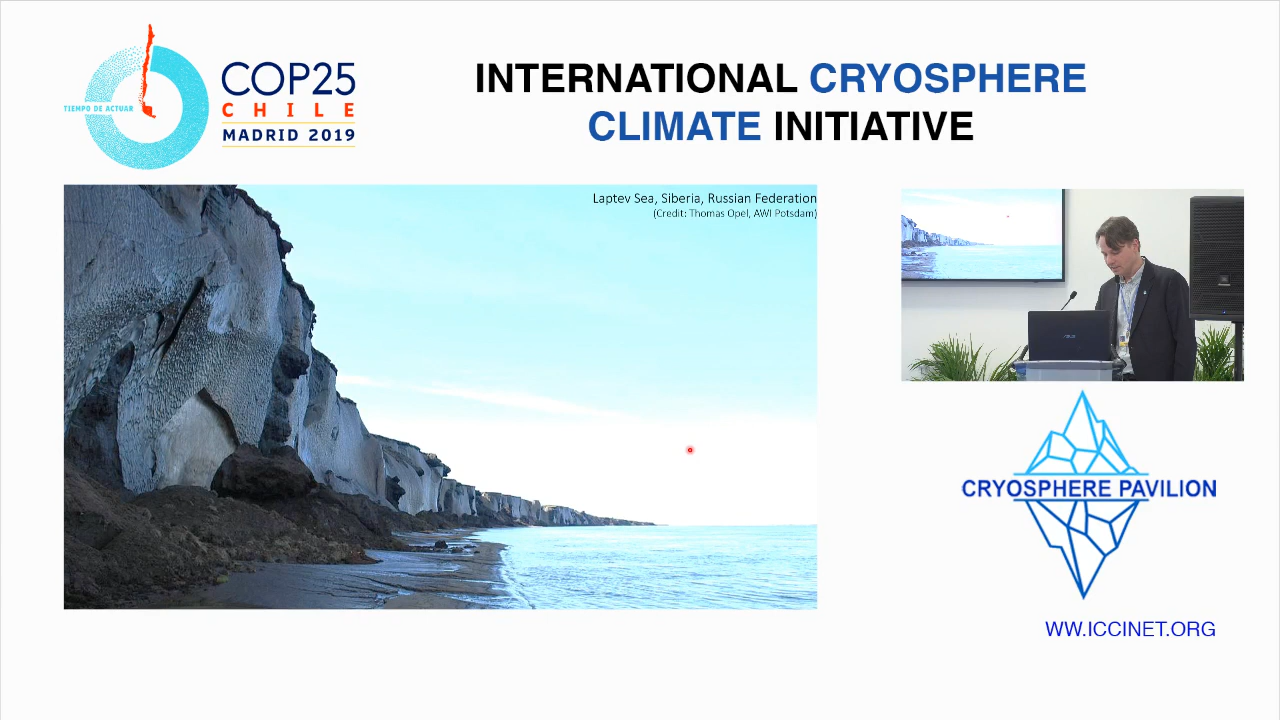 TIEMPO DE ACTUAR
COP25
CHILE
MADRID 2019
INTERNATIONAL CRYOSPHERE
CLIMATE INITIATIVE
Laptev Sea, Siberia, Russian Federation
(Credit: Thomas Opel, AWI Potsdam)
CRYOSPHERE PAVILION
WW.ICCINET.ORG